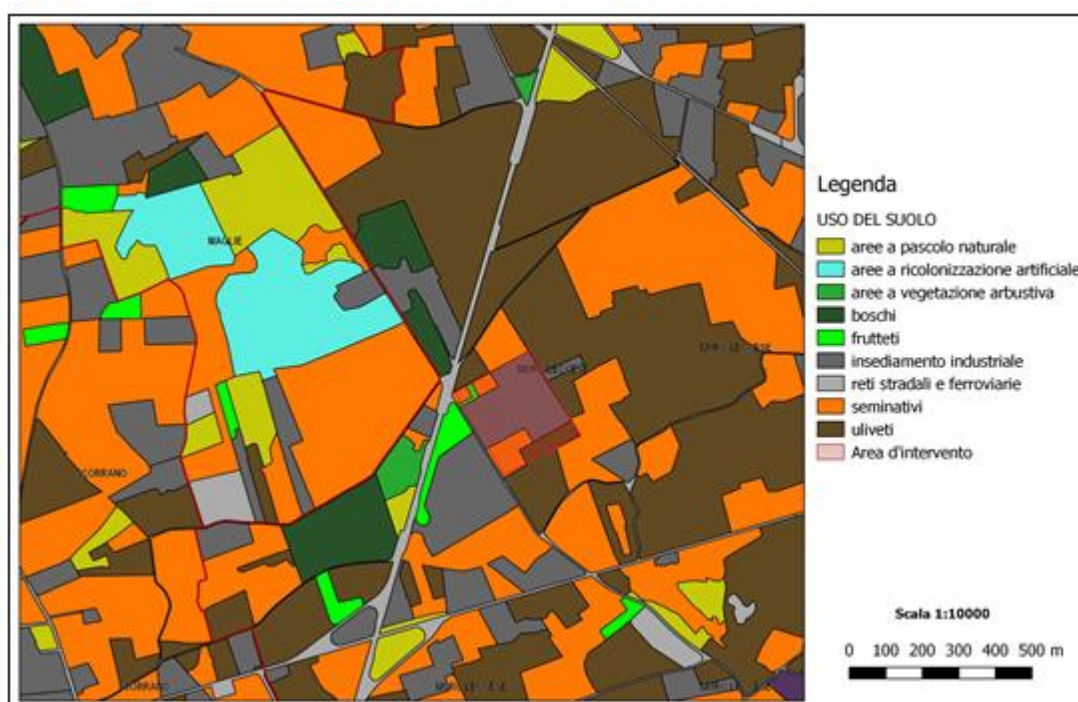 MAGLIE
CORRANO
Legenda
USO DEL SUOLO
aree a pascolo naturale
aree a ricolonizzazione artificiale
aree a vegetazione arbustiva
boschi
frutteti
insediamento industriale
reti stradali e ferroviarie
seminativi
uliveti
Area d'intervento
Scala 1:10000
0 100 200 300 400 500 m